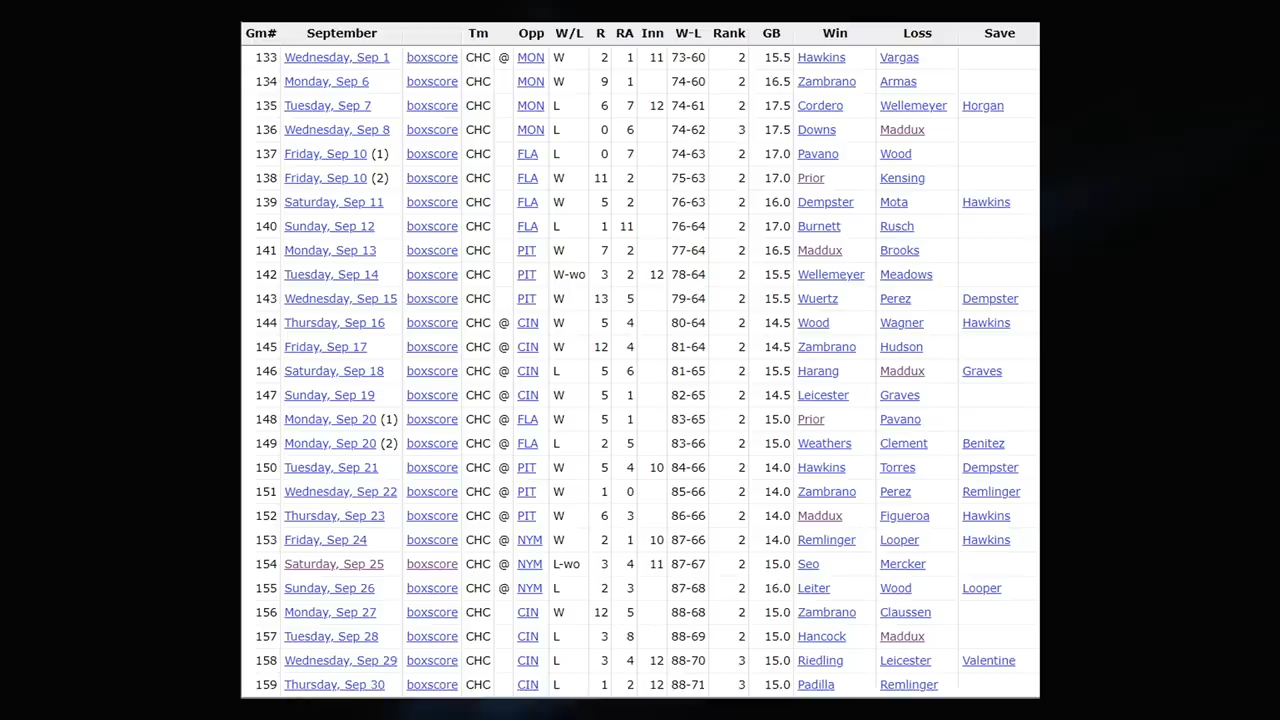 Gm# September Tm Opp W/L R RA Inn W-L Rank GB Win Loss Save
133 Wednesday, Sep 1 boxscore CHC @ MON W 2 1 11 73-60 2 15.5 Hawkins Vargas
134 Monday, Sep 6 boxscore CHC MON W 9 1 74-60 2 16.5 Zambrano Armas
135 Tuesday, Sep 7 boxscore CHC MON L 6 7 12 74-61 2 17.5 Cordero Wellemeyer Horgan
136 Wednesday, Sep 8 boxscore CHC MON L 0 6 74-62 3 17.5 Downs Maddux
137 Friday, Sep 10 (1) boxscore CHC FLA L 0 7 74-63 2 17.0 Pavano Wood
138 Friday, Sep 10 (2) boxscore CHC FLA W 11 2 75-63 2 17.0 Prior Kensing
139 Saturday, Sep 11 boxscore CHC FLA W 5 2 76-63 2 16.0 Dempster Mota Hawkins
140 Sunday, Sep 12 boxscore CHC FLA L 1 11 76-64 2 17.0 Burnett Rusch
141 Monday, Sep 13 boxscore CHC PIT W 7 2 77-64 2 16.5 Maddux Brooks
142 Tuesday, Sep 14 boxscore CHC PIT W-wo 3 2 12 78-64 2 15.5 Wellemeyer Meadows
143 Wednesday, Sep 15 boxscore CHC PIT W 13 5 79-64 2 15.5 Wuertz Perez Dempster
144 Thursday, Sep 16 boxscore CHC @ CIN W 5 4 80-64 2 14.5 Wood Wagner Hawkins
145 Friday, Sep 17 boxscore CHC @ CIN W 12 4 81-64 2 14.5 Zambrano Hudson
146 Saturday, Sep 18 boxscore CHC @ CIN L 5 6 81-65 2 15.5 Harang Maddux Graves
147 Sunday, Sep 19 boxscore CHC @ CIN W 5 1 82-65 2 14.5 Leicester Graves
148 Monday, Sep 20 (1) boxscore CHC @ FLA W 5 1 83-65 2 15.0 Prior Pavano
149 Monday, Sep 20 (2) boxscore CHC @ FLA L 2 5 83-66 2 15.0 Weathers Clement Benitez
150 Tuesday, Sep 21 boxscore CHC @ PIT W 5 4 10 84-66 2 14.0 Hawkins Torres Dempster
151 Wednesday, Sep 22 boxscore CHC @ PIT W 1 0 85-66 2 14.0 Zambrano Perez Remlinger
152 Thursday, Sep 23 boxscore CHC @ PIT W 6 3 86-66 2 14.0 Maddux Figueroa Hawkins
153 Friday, Sep 24 boxscore CHC @ NYM W 2 1 10 87-66 2 14.0 Remlinger Looper Hawkins
154 Saturday, Sep 25 boxscore CHC @ NYM L-wo 3 4 11 87-67 2 15.0 Seo Mercker
155 Sunday, Sep 26 boxscore CHC @ NYM L 2 3 87-68 2 16.0 Leiter Wood Looper
156 Monday, Sep 27 boxscore CHC CIN W 12 5 88-68 2 15.0 Zambrano Claussen
157 Tuesday, Sep 28 boxscore CHC CIN L 3 8 88-69 2 15.0 Hancock Maddux
158 Wednesday, Sep 29 boxscore CHC CIN L 3 4 12 88-70 3 15.0 Riedling Leicester Valentine
159 Thursday, Sep 30 boxscore CHC CIN L 1 2 12 88-71 3 15.0 Padilla Remlinger